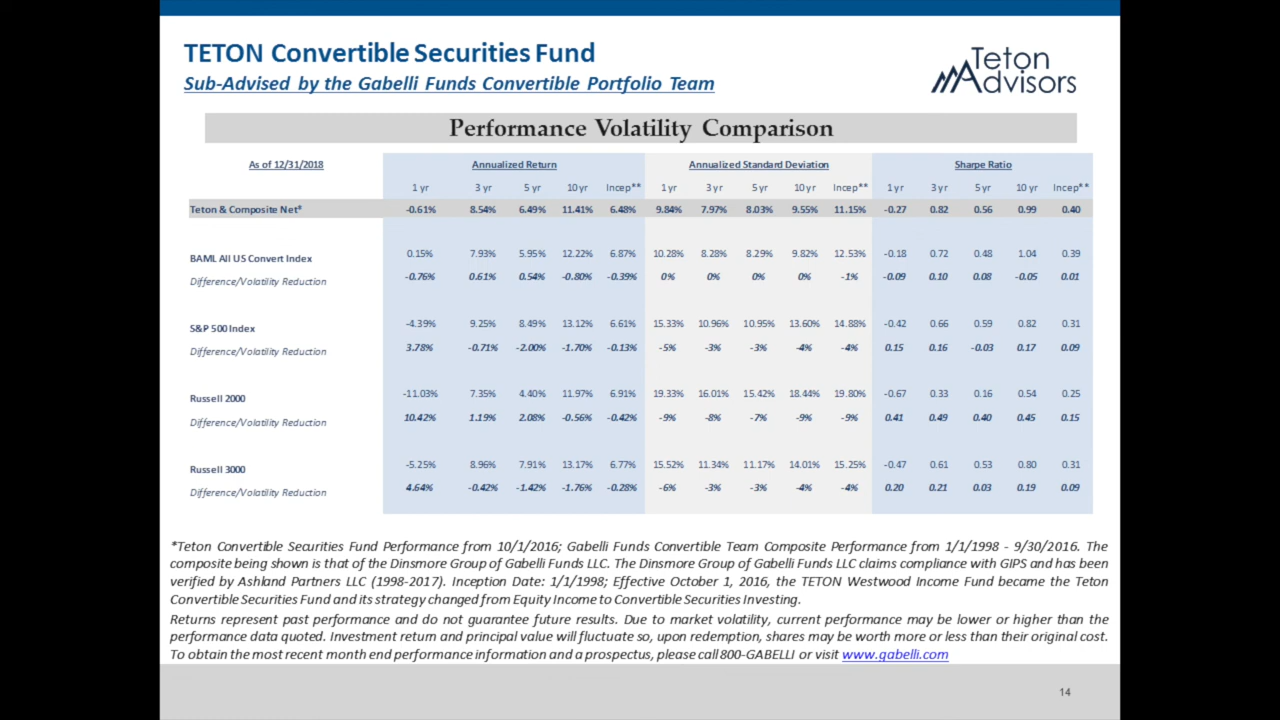 TETON Convertible Securities Fund
Sub-Advised by the Gabelli Funds Convertible Portfolio Team
Teton
Advisors
Performance Volatility Comparison
As of 12/31/2018 Annualized Return Annualized Standard Deviation Sharpe Ratio
1 yr 3 yr 5 yr 10 yr Incep** 1 yr 3 yr 5 yr 10 yr Incep** 1 yr 3 yr 5 yr 10 yr Incep**
Teton & Composite Net* -0.61% 8.54% 6.49% 11.41% 6.48% 9.84% 7.97% 8.03% 9.55% 11.15% -0.27 0.82 0.56 0.99 0.40
BAML All US Convert Index 0.15% 7.93% 5.95% 12.22% 6.87% 10.28% 8.28% 8.29% 9.82% 12.53% -0.18 0.72 0.48 1.04 0.39
Difference/Volatility Reduction -0.76% 0.61% 0.54% -0.80% -0.39% 0% 0% 0% 0% -1% -0.09 0.10 0.08 -0.05 0.01
S&P 500 Index -4.39% 9.25% 8.49% 13.12% 6.61% 15.33% 10.96% 10.95% 13.60% 14.88% -0.42 0.66 0.59 0.82 0.31
Difference/Volatility Reduction 3.78% -0.71% -2.00% -1.70% -0.13% -5% -3% -3% -4% -4% 0.15 0.16 -0.03 0.17 0.09
Russell 2000 -11.03% 7.35% 4.40% 11.97% 6.91% 19.33% 16.01% 15.42% 18.44% 19.80% -0.67 0.33 0.16 0.54 0.25
Difference/Volatility Reduction 10.42% 1.19% 2.08% -0.56% -0.42% -9% -8% -7% -9% -9% 0.41 0.49 0.40 0.45 0.15
Russell 3000 -5.25% 8.96% 7.91% 13.17% 6.77% 15.52% 11.34% 11.17% 14.01% 15.25% -0.47 0.61 0.53 0.80 0.31
Difference/Volatility Reduction 4.64% -0.42% -1.42% -1.76% -0.28% -6% -3% -3% -4% -4% 0.20 0.21 0.03 0.19 0.09
*Teton Convertible Securities Fund Performance from 10/1/2016; Gabelli Funds Convertible Team Composite Performance from 1/1/1998 - 9/30/2016. The
composite being shown is that of the Dinsmore Group of Gabelli Funds LLC. The Dinsmore Group of Gabelli Funds LLC claims compliance with GIPS and has been
verified by Ashland Partners LLC (1998-2017). Inception Date: 1/1/1998; Effective October 1, 2016, the TETON Westwood Income Fund became the Teton
Convertible Securities Fund and its strategy changed from Equity Income to Convertible Securities Investing.
Returns represent past performance and do not guarantee future results. Due to market volatility, current performance may be lower or higher than the
performance data quoted. Investment return and principal value will fluctuate so, upon redemption, shares may be worth more or less than their original cost.
To obtain the most recent month end performance information and a prospectus, please call 800-GABELLI or visit www.gabelli.com
14